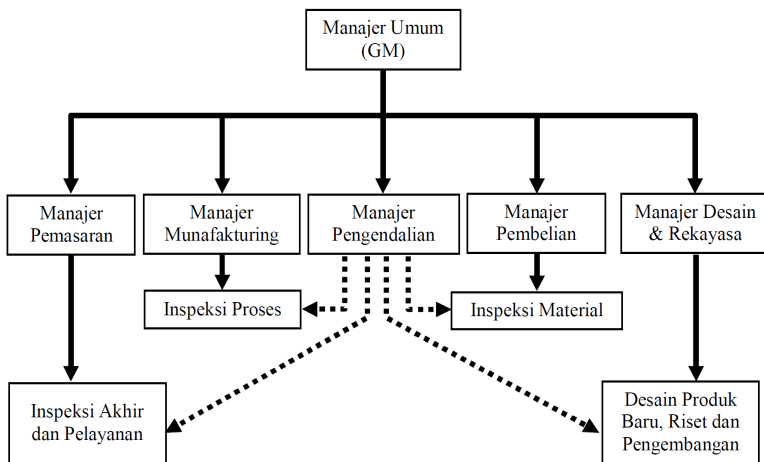 Manajer Umum
(GM)
Manajer
Pemasaran
Manajer
Munafakturing
Manajer
Pengendalian
Manajer
Pembelian
Manajer Desain
& Rekayasa
Inspeksi Proses
Inspeksi Material
Inspeksi Akhir
dan Pelayanan
Desain Produk
Baru, Riset dan
Pengembangan